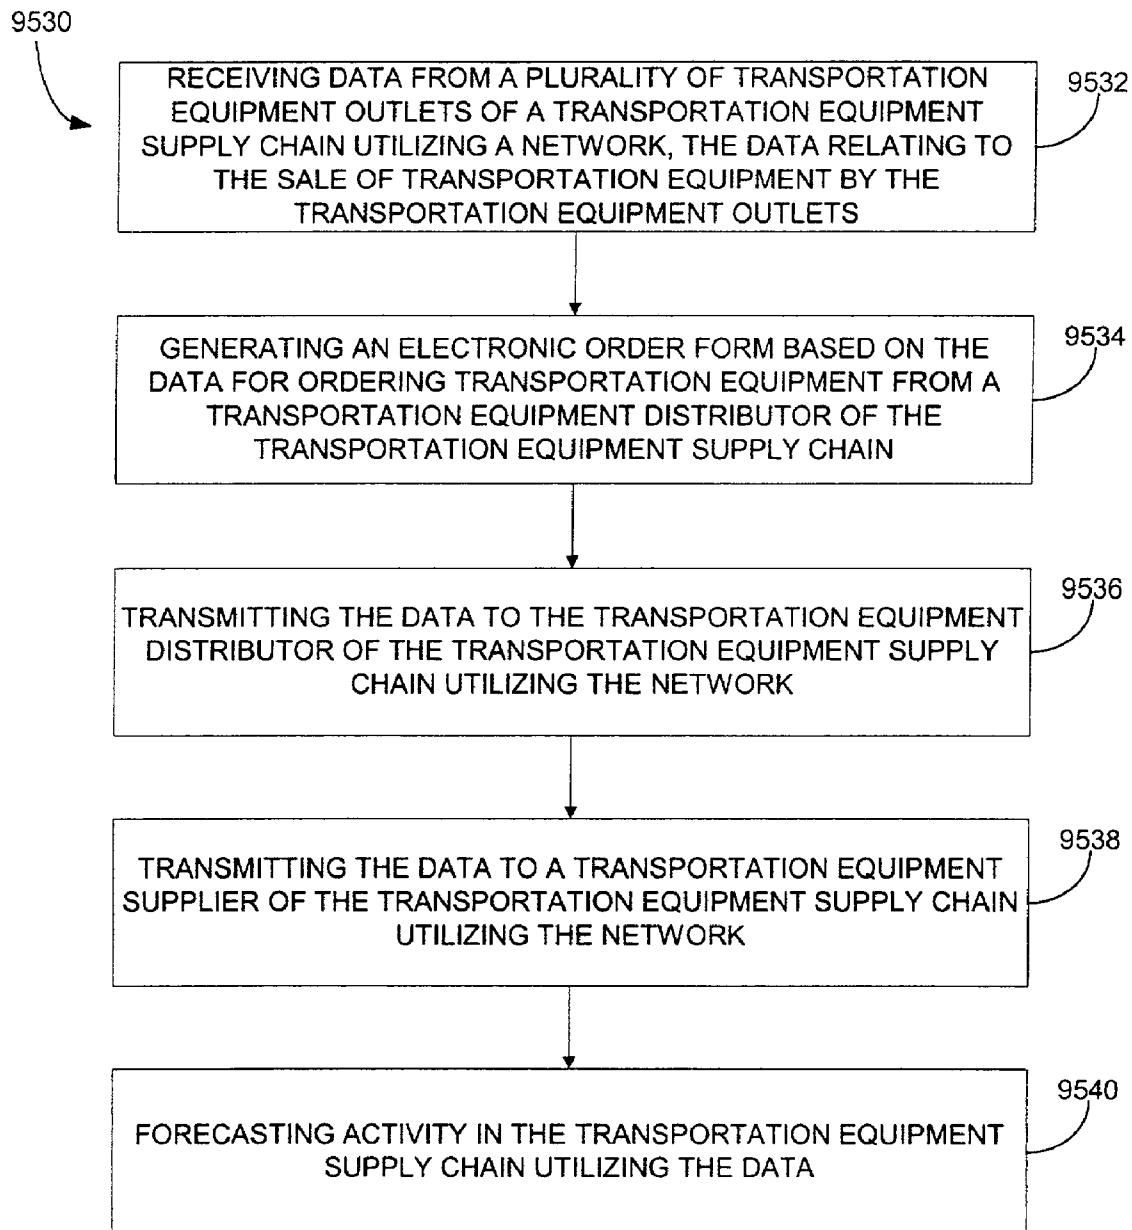 9530
RECEIVING DATA FROM A PLURALITY OF TRANSPORTATION
EQUIPMENT OUTLETS OF A TRANSPORTATION EQUIPMENT
SUPPLY CHAIN UTILIZING A NETWORK, THE DATA RELATING TO
THE SALE OF TRANSPORTATION EQUIPMENT BY THE
TRANSPORTATION EQUIPMENT OUTLETS
9532
GENERATING AN ELECTRONIC ORDER FORM BASED ON THE
DATA FOR ORDERING TRANSPORTATION EQUIPMENT FROM A
TRANSPORTATION EQUIPMENT DISTRIBUTOR OF THE
TRANSPORTATION EQUIPMENT SUPPLY CHAIN
9534
TRANSMITTING THE DATA TO THE TRANSPORTATION EQUIPMENT
DISTRIBUTOR OF THE TRANSPORTATION EQUIPMENT SUPPLY
CHAIN UTILIZING THE NETWORK
9536
TRANSMITTING THE DATA TO A TRANSPORTATION EQUIPMENT
SUPPLIER OF THE TRANSPORTATION EQUIPMENT SUPPLY CHAIN
UTILIZING THE NETWORK
9538
FORECASTING ACTIVITY IN THE TRANSPORTATION EQUIPMENT
SUPPLY CHAIN UTILIZING THE DATA
9540